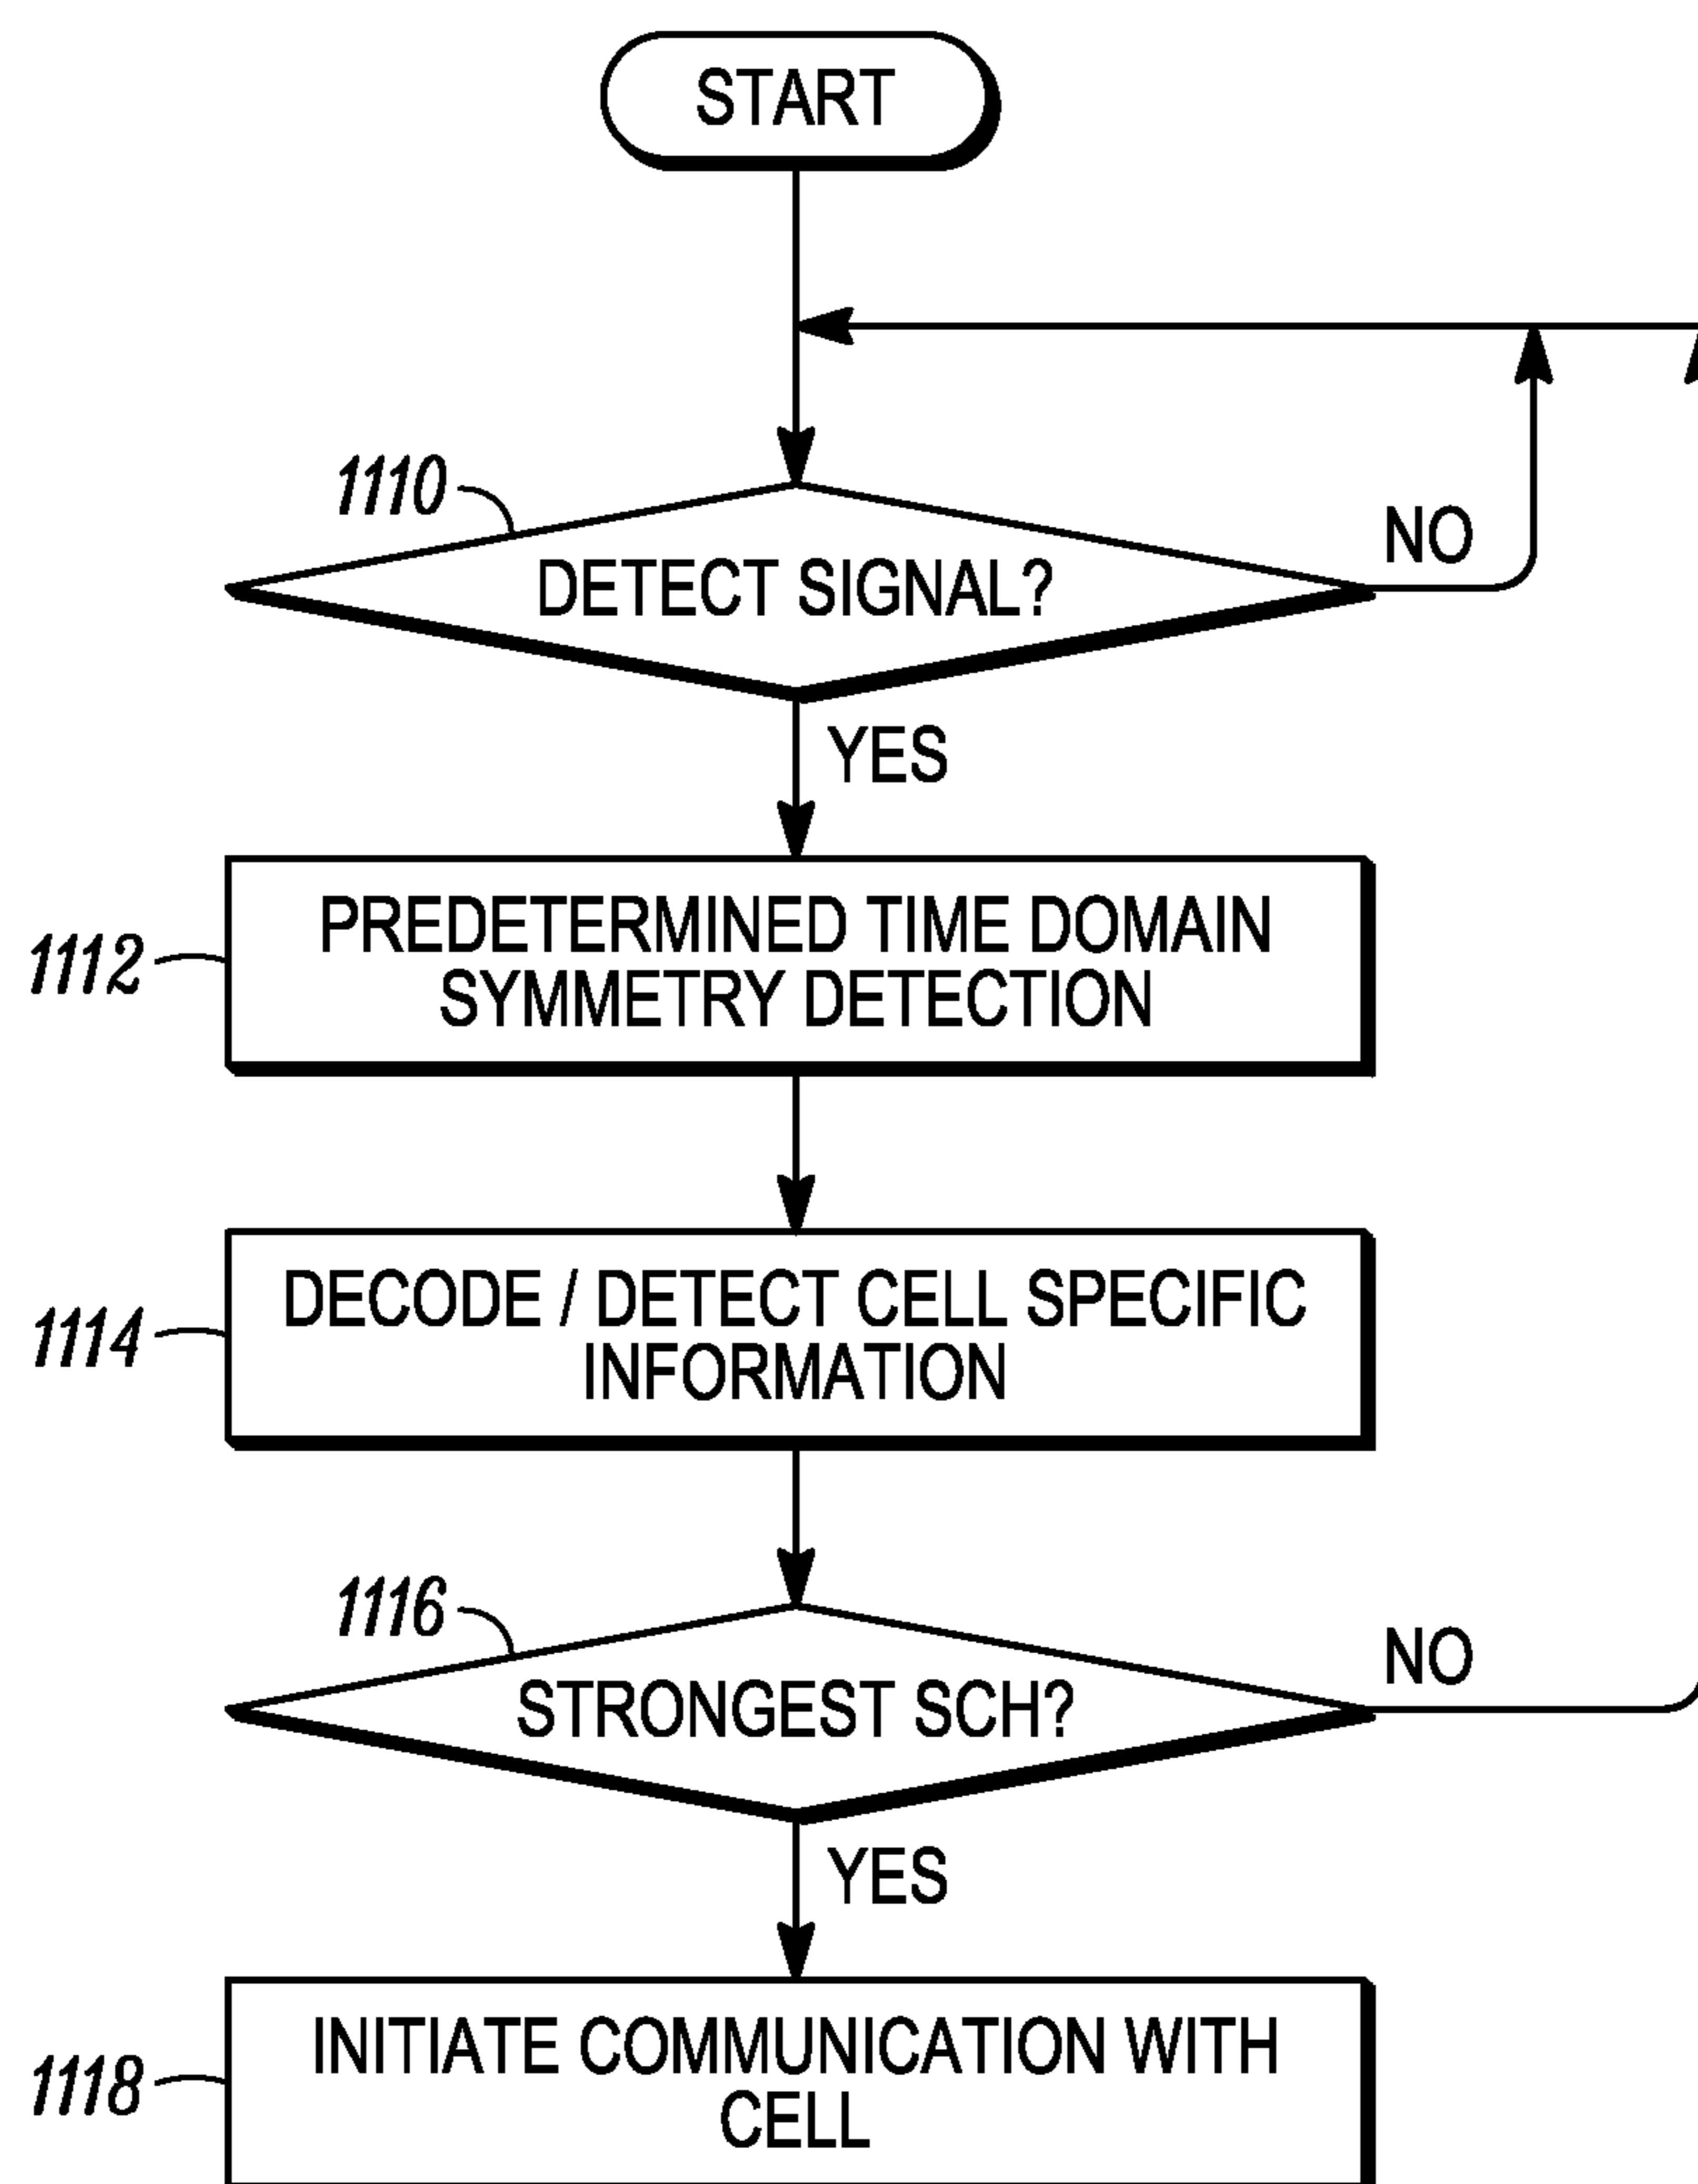 START
1110
DETECT SIGNAL?
NO
YES
1112
PREDETERMINED TIME DOMAIN
SYMMETRY DETECTION
1114
DECODE / DETECT CELL SPECIFIC
INFORMATION
1116
STRONGEST SCH?
NO
YES
1118
INITIATE COMMUNICATION WITH
CELL